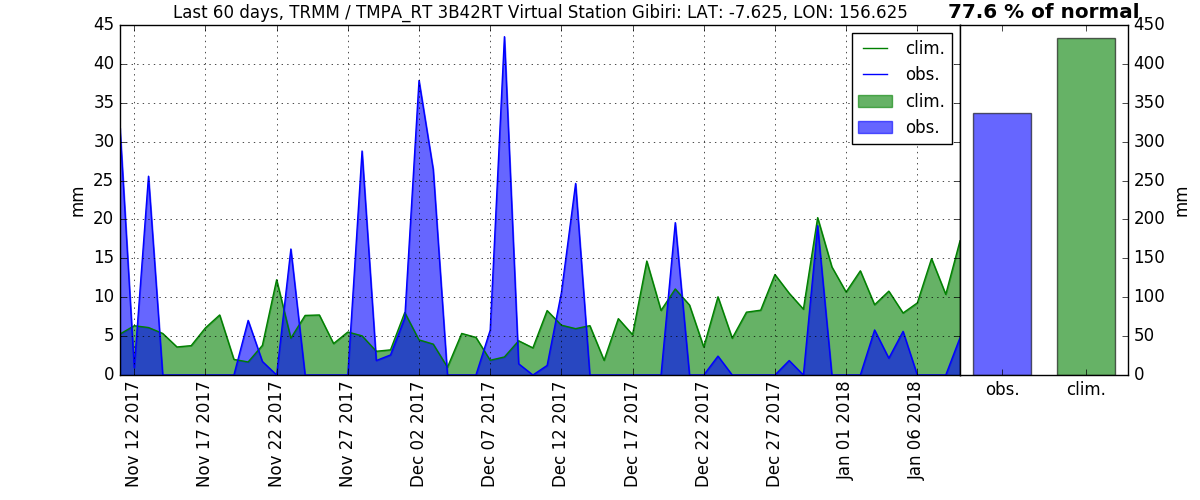 Last 60 days, TRMM / TMPA_RT 3B42RT Virtual Station Gibiri: LAT: -7.625, LON: 156.625
77.6 % of normal
45
40
35
30
25
20
15
10
5
0
mm
clim.
obs.
clim.
obs.
450
400
350
300
250
200
150
100
50
0
mm
obs.
clim.
Nov 12 2017
Nov 17 2017
Nov 22 2017
Nov 27 2017
Dec 02 2017
Dec 07 2017
Dec 12 2017
Dec 17 2017
Dec 22 2017
Dec 27 2017
Jan 01 2018
Jan 06 2018